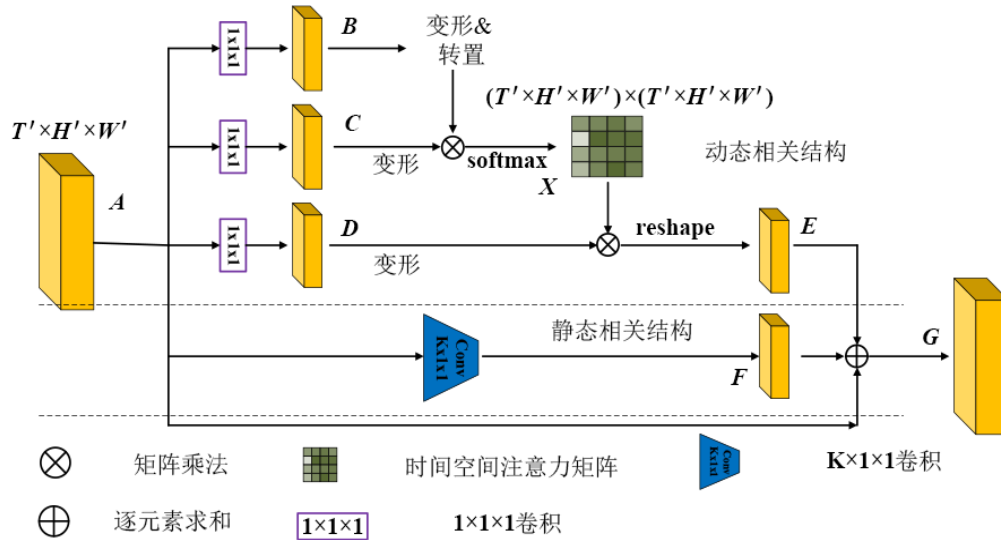 1x1x1
B
变形&
转置
(T'×H'×W')×(T'×H'×W')
T'×H'×W'
A
1x1x1
C
变形
softmax
X
动态相关结构
1x1x1
D
变形
reshape
E
静态相关结构
Conv
Kx1x1
F
G
矩阵乘法
时间空间注意力矩阵
Conv
Kx1x1
K×1×1卷积
逐元素求和
1×1×1
1×1×1卷积